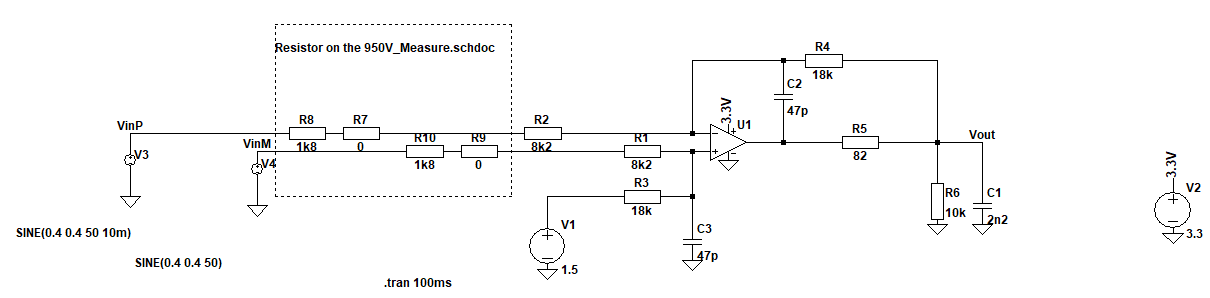 Resistor on the 950V_Measure.schdoc
R4
18k
C2
47p
3.3V
U1
VinP
R8
1k8
R7
0
R2
8k2
VinM
R10
1k8
R9
0
R1
8k2
R5
82
Vout
V3
V4
R3
18k
R6
10k
C1
2n2
3.3V
V2
3.3
V1
1.5
C3
47p
SINE(0.4 0.4 50 10m)
SINE(0.4 0.4 50)
.tran 100ms